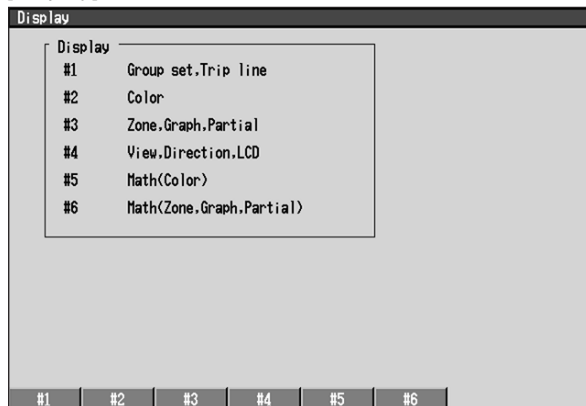 Display
Display
#1 Group set,Trip line
#2 Color
#3 Zone,Graph,Partial
#4 View,Direction,LCD
#5 Math(Color)
#6 Math(Zone,Graph,Partial)
#1 #2 #3 #4 #5 #6